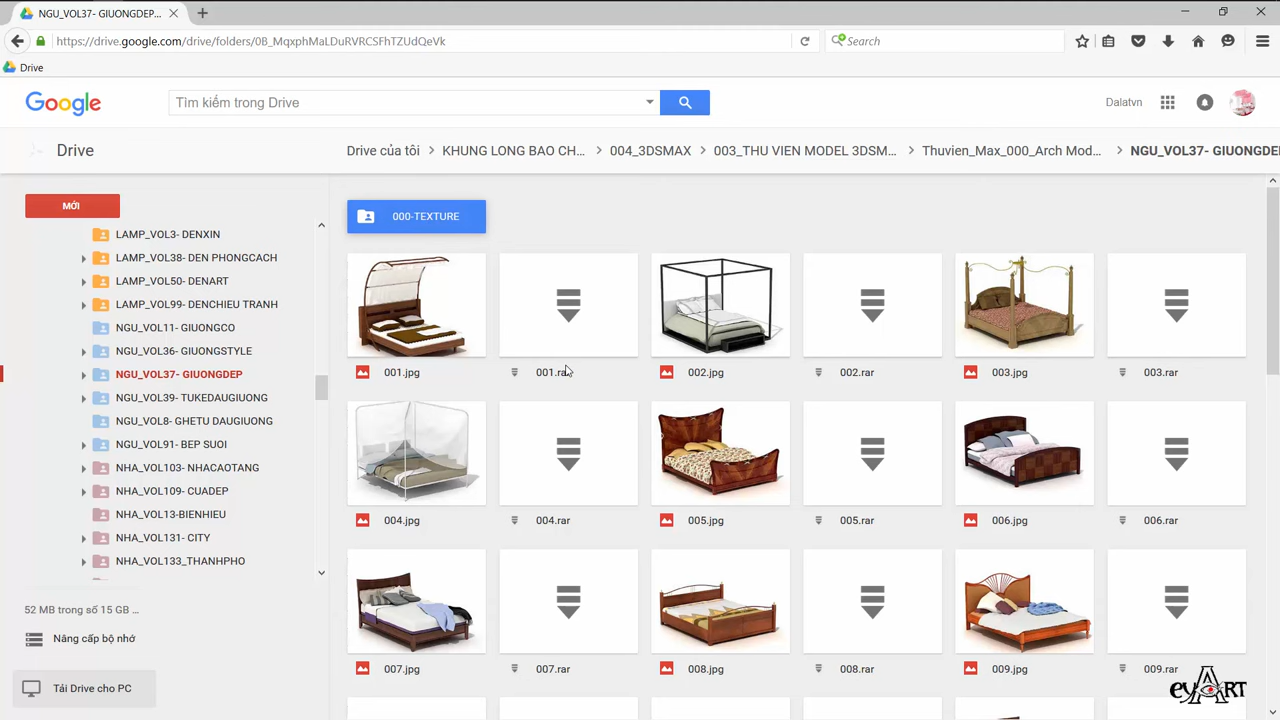 NGU_VOL37- GIUONGDEP...
https://drive.google.com/drive/folders/0B_MqxphMaLDuRVRCSFhTZUdQeVk
Search
Drive
Google
Tìm kiếm trong Drive
Dalatvn
Drive
Drive của tôi
KHUNG LONG BAO CH...
004_3DSMAX
003_THU VIEN MODEL 3DSM...
Thuvien_Max_000_Arch Mod...
NGU_VOL37- GIUONGDEP
MỚI
LAMP_VOL3- DENXIN
LAMP_VOL38- DEN PHONGCACH
LAMP_VOL50- DENART
LAMP_VOL99- DENCHIEU TRANH
NGU_VOL11- GIUONGCO
NGU_VOL36- GIUONGSTYLE
NGU_VOL37- GIUONGDEP
NGU_VOL39- TUKEDAUGIUONG
NGU_VOL8- GHETU DAUGIUONG
NGU_VOL91- BEP SUOI
NHA_VOL103- NHACAOTANG
NHA_VOL109- CUADEP
NHA_VOL13-BIENHIEU
NHA_VOL131- CITY
NHA_VOL133_THANHPHO
52 MB trong số 15 GB ...
Nâng cấp bộ nhớ
Tải Drive cho PC
000-TEXTURE
001.jpg
001.rar
002.jpg
002.rar
003.jpg
003.rar
004.jpg
004.rar
005.jpg
005.rar
006.jpg
006.rar
007.jpg
007.rar
008.jpg
008.rar
009.jpg
009.rar
eyART